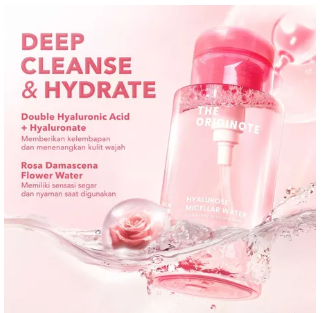 DEEP
CLEANSE
& HYDRATE
Double Hyaluronic Acid
+ Hyaluronate
Memberikan kelembapan
dan menenangkan kulit wajah
Rosa Damascena
Flower Water
Memiliki sensasi segar
dan nyaman saat digunakan
THE
ORIGINOTE
HYALUROSE
MICELLAR WATER